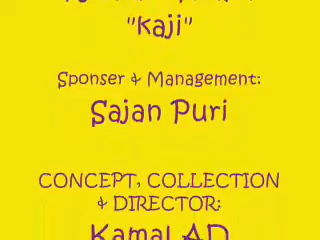 "Kaji"
Sponser & Management:
Sajan Puri
CONCEPT, COLLECTION
& DIRECTOR:
Kamal AD